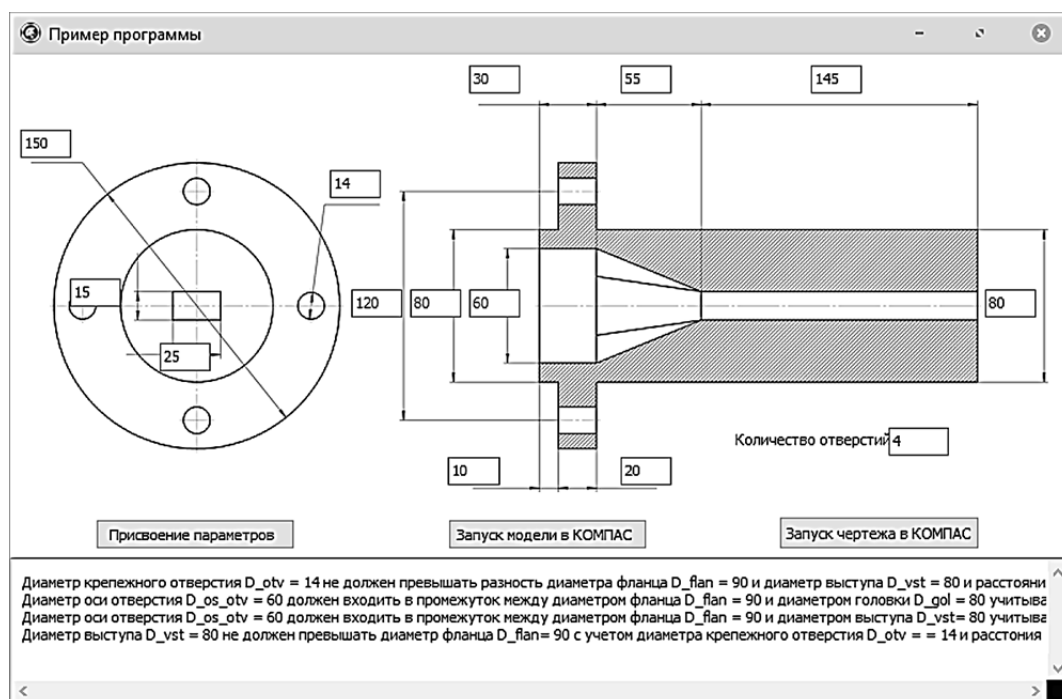 Пример программы
30
55
145
150
14
15
120
80
60
80
25
Количество отверстий 4
10
20
Присвоение параметров
Запуск модели в КОМПАС
Запуск чертежа в КОМПАС
Диаметр крепежного отверстия D_otv = 14 не должен превышать разность диаметра фланца D_flan = 90 и диаметр выступа D_vst = 80 и расстояни
Диаметр оси отверстия D_os_otv = 60 должен входить в промежуток между диаметром фланца D_flan = 90 и диаметром головки D_gol = 80 учитыва
Диаметр оси отверстия D_os_otv = 60 должен входить в промежуток между диаметром фланца D_flan = 90 и диаметром выступа D_vst= 80 учитыва
Диаметр выступа D_vst = 80 не должен превышать диаметр фланца D_flan= 90 с учетом диаметра крепежного отверстия D_otv = = 14 и расстония